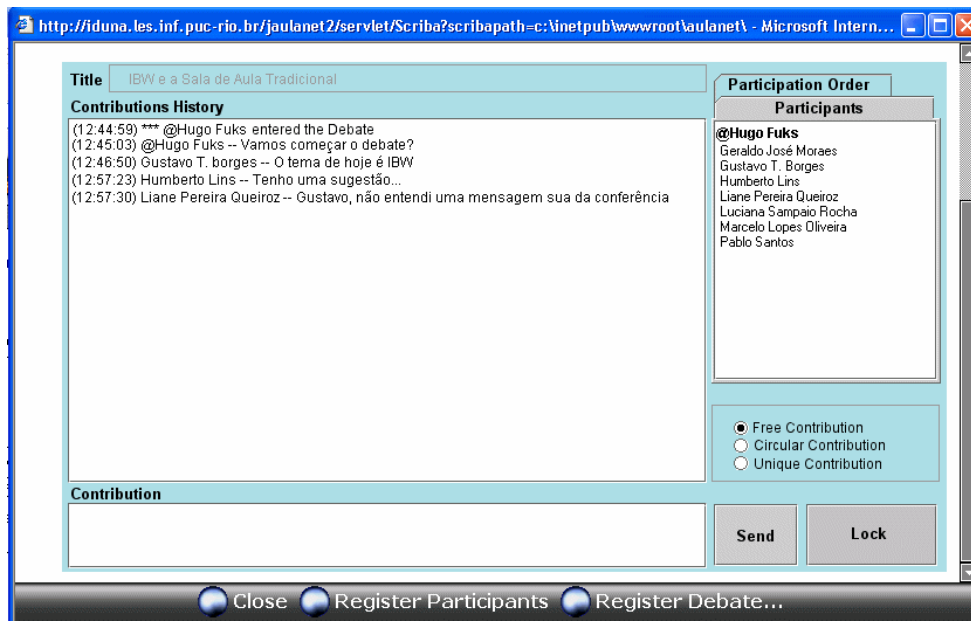 http://iduna.les.inf.puc-rio.br/jaulanet2/servlet/Scriba?scribapath=c:\inetpub\wwwroot\aulanet\ - Microsoft Intern...
Title IBW e a Sala de Aula Tradicional
Contributions History
(12:44:59) *** @Hugo Fuks entered the Debate
(12:45:03) @Hugo Fuks -- Vamos começar o debate?
(12:46:50) Gustavo T. borges -- O tema de hoje é IBW
(12:57:23) Humberto Lins -- Tenho uma sugestão...
(12:57:30) Liane Pereira Queiroz -- Gustavo, não entendi uma mensagem sua da conferência
Participation Order
Participants
@Hugo Fuks
Geraldo José Moraes
Gustavo T. Borges
Humberto Lins
Liane Pereira Queiroz
Luciana Sampaio Rocha
Marcelo Lopes Oliveira
Pablo Santos
Free Contribution
Circular Contribution
Unique Contribution
Contribution
Send
Lock
Close Register Participants Register Debate...